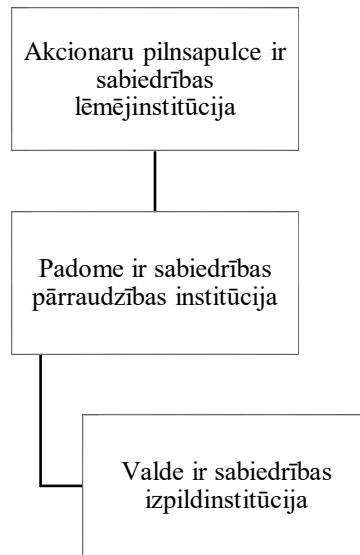 Akcionaru pilnsapulce ir
sabiedrības
lēmējinstitūcija
Padome ir sabiedrības
pārraudzības institūcija
Valde ir sabiedrības
izpildinstitūcija